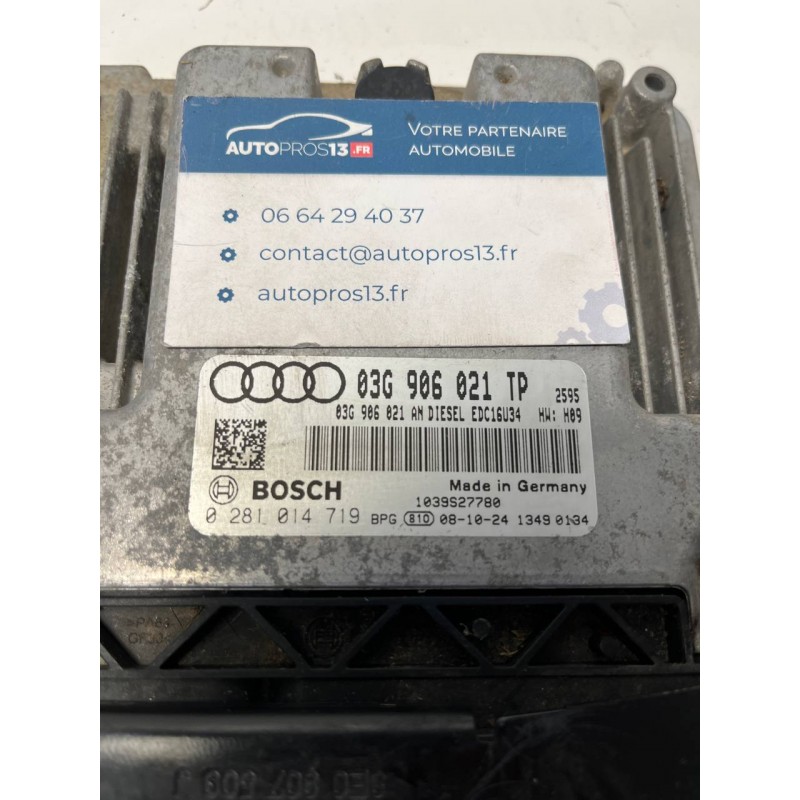 AUTOPROS13.FR
VOTRE PARTENAIRE
AUTOMOBILE
06 64 29 40 37
contact@autopros13.fr
autopros13.fr
03G 906 021 TP 2595
03G 906 021 AN DIESEL EDC16U34 HW: H09
BOSCH
Made in Germany
1039S27780
0 281 014 719 BPG 810 08-10-24 1349 0134